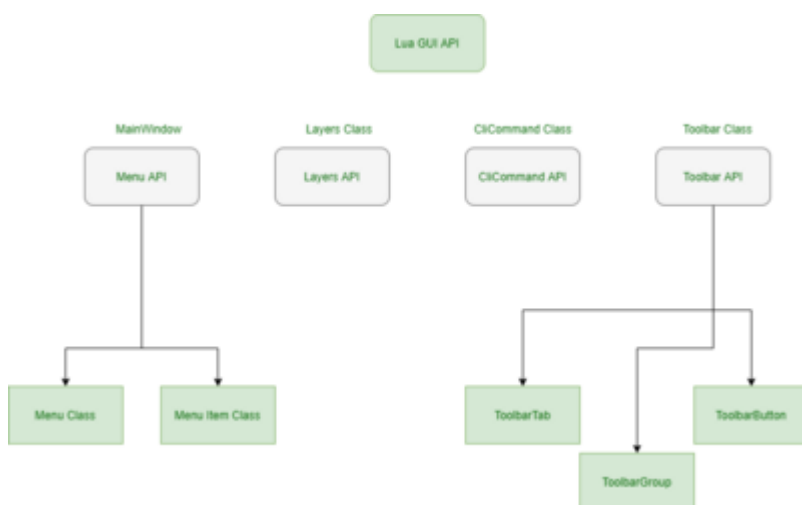 Lua GUI API
MainWindow
Layers Class
CliCommand Class
Toolbar Class
Menu API
Layers API
CliCommand API
Toolbar API
Menu Class
Menu Item Class
ToolbarTab
ToolbarButton
ToolbarGroup